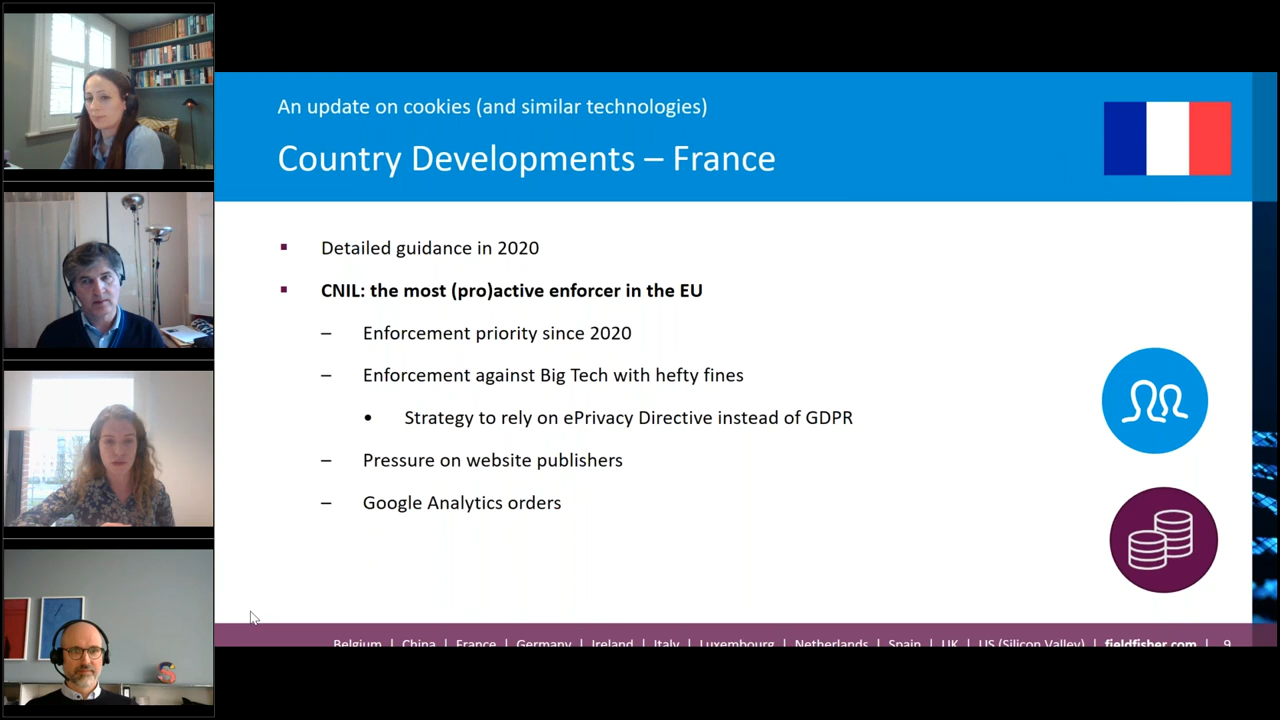 An update on cookies (and similar technologies)
Country Developments – France
▪ Detailed guidance in 2020
▪ CNIL: the most (pro)active enforcer in the EU
– Enforcement priority since 2020
– Enforcement against Big Tech with hefty fines
• Strategy to rely on ePrivacy Directive instead of GDPR
– Pressure on website publishers
– Google Analytics orders
Belgium | China | France | Germany | Ireland | Italy | Luxembourg | Netherlands | Spain | UK | US (Silicon Valley) | fieldfisher.com | 9